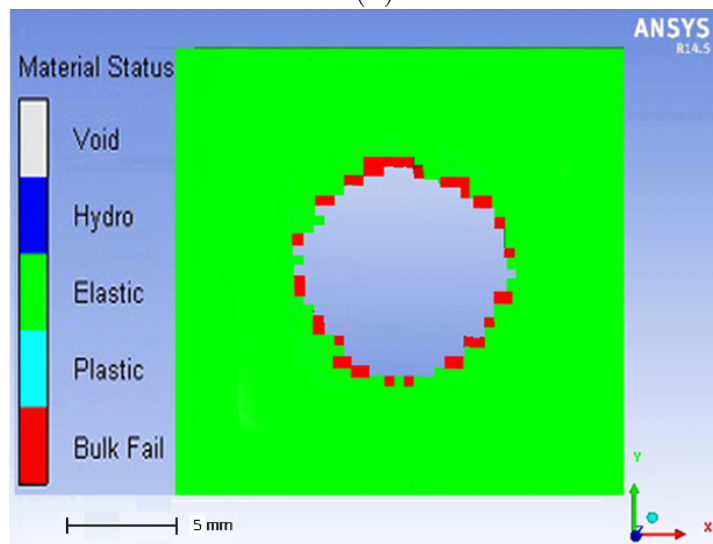 ANSYS
R14.5
Material Status
Void
Hydro
Elastic
Plastic
Bulk Fail
5 mm
Y
X